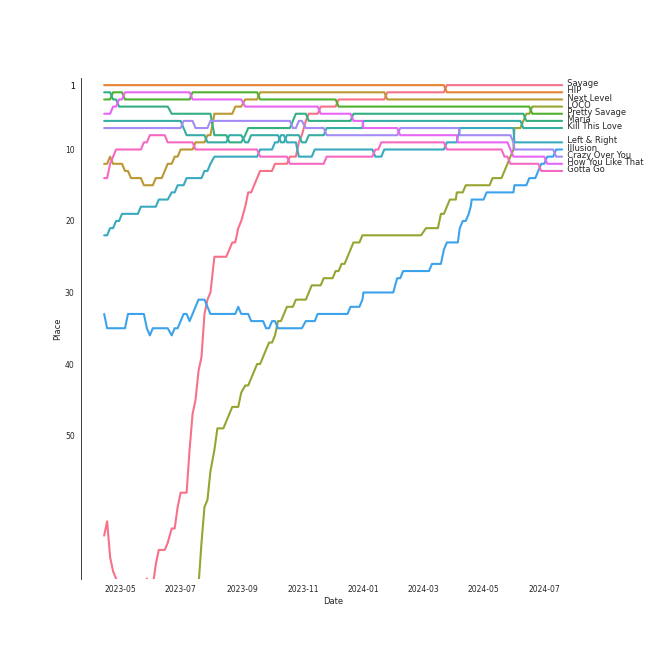 1
10
20
30
40
50
Place
2023-05
2023-07
2023-09
2023-11
2024-01
2024-03
2024-05
2024-07
Date
Savage
HIP
Next Level
LOCO
Pretty Savage
Maria
Kill This Love
Left & Right
Illusion
Crazy Over You
How You Like That
Gotta Go